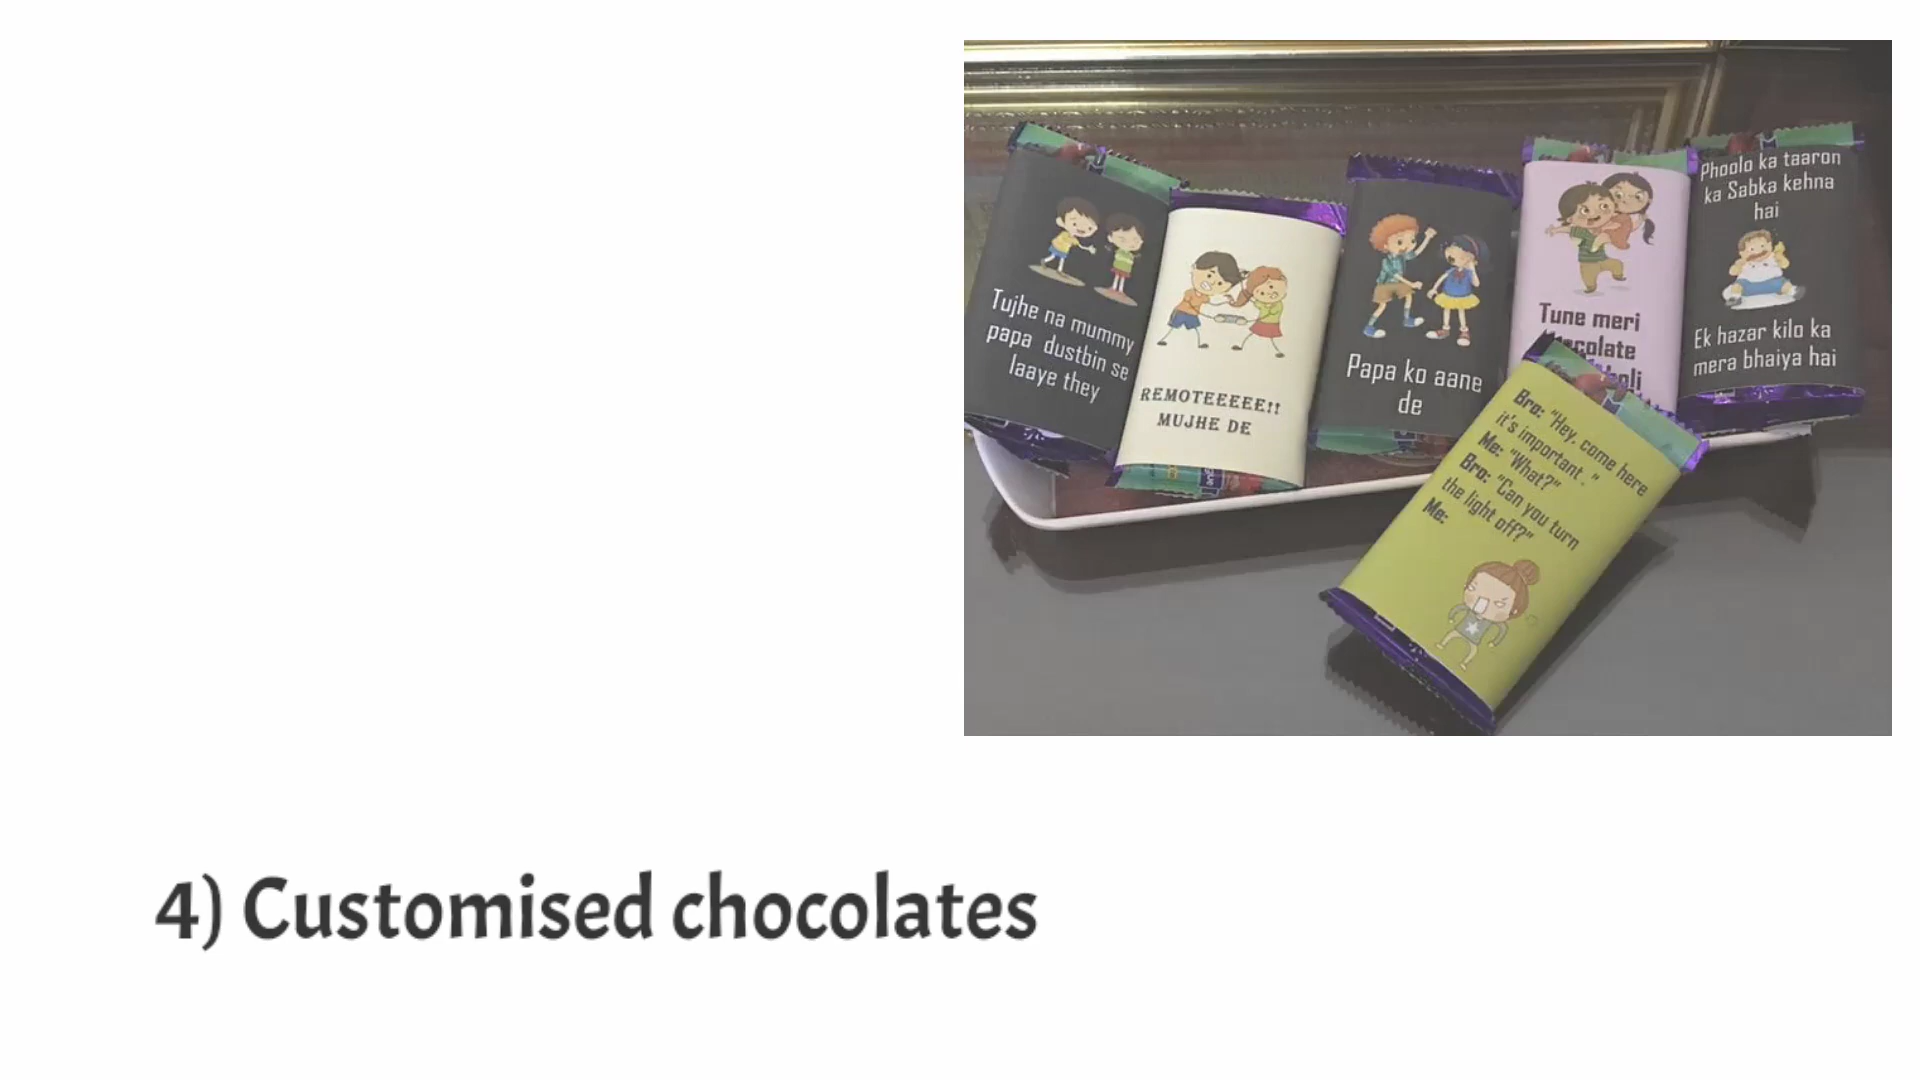 Tujhe na mummy
papa dustbin se
laaye they
REMOTEEEEE!!
MUJHE DE
Papa ko aane
de
Tune meri
Phoolo ka taaron
ka Sabka kehna
hai
Ek hazar kilo ka
mera bhaiya hai
Bro: "Hey, come here
it's important."
Me: "What?"
Bro: "Can you turn
the light off?"
Me:
4) Customised chocolates